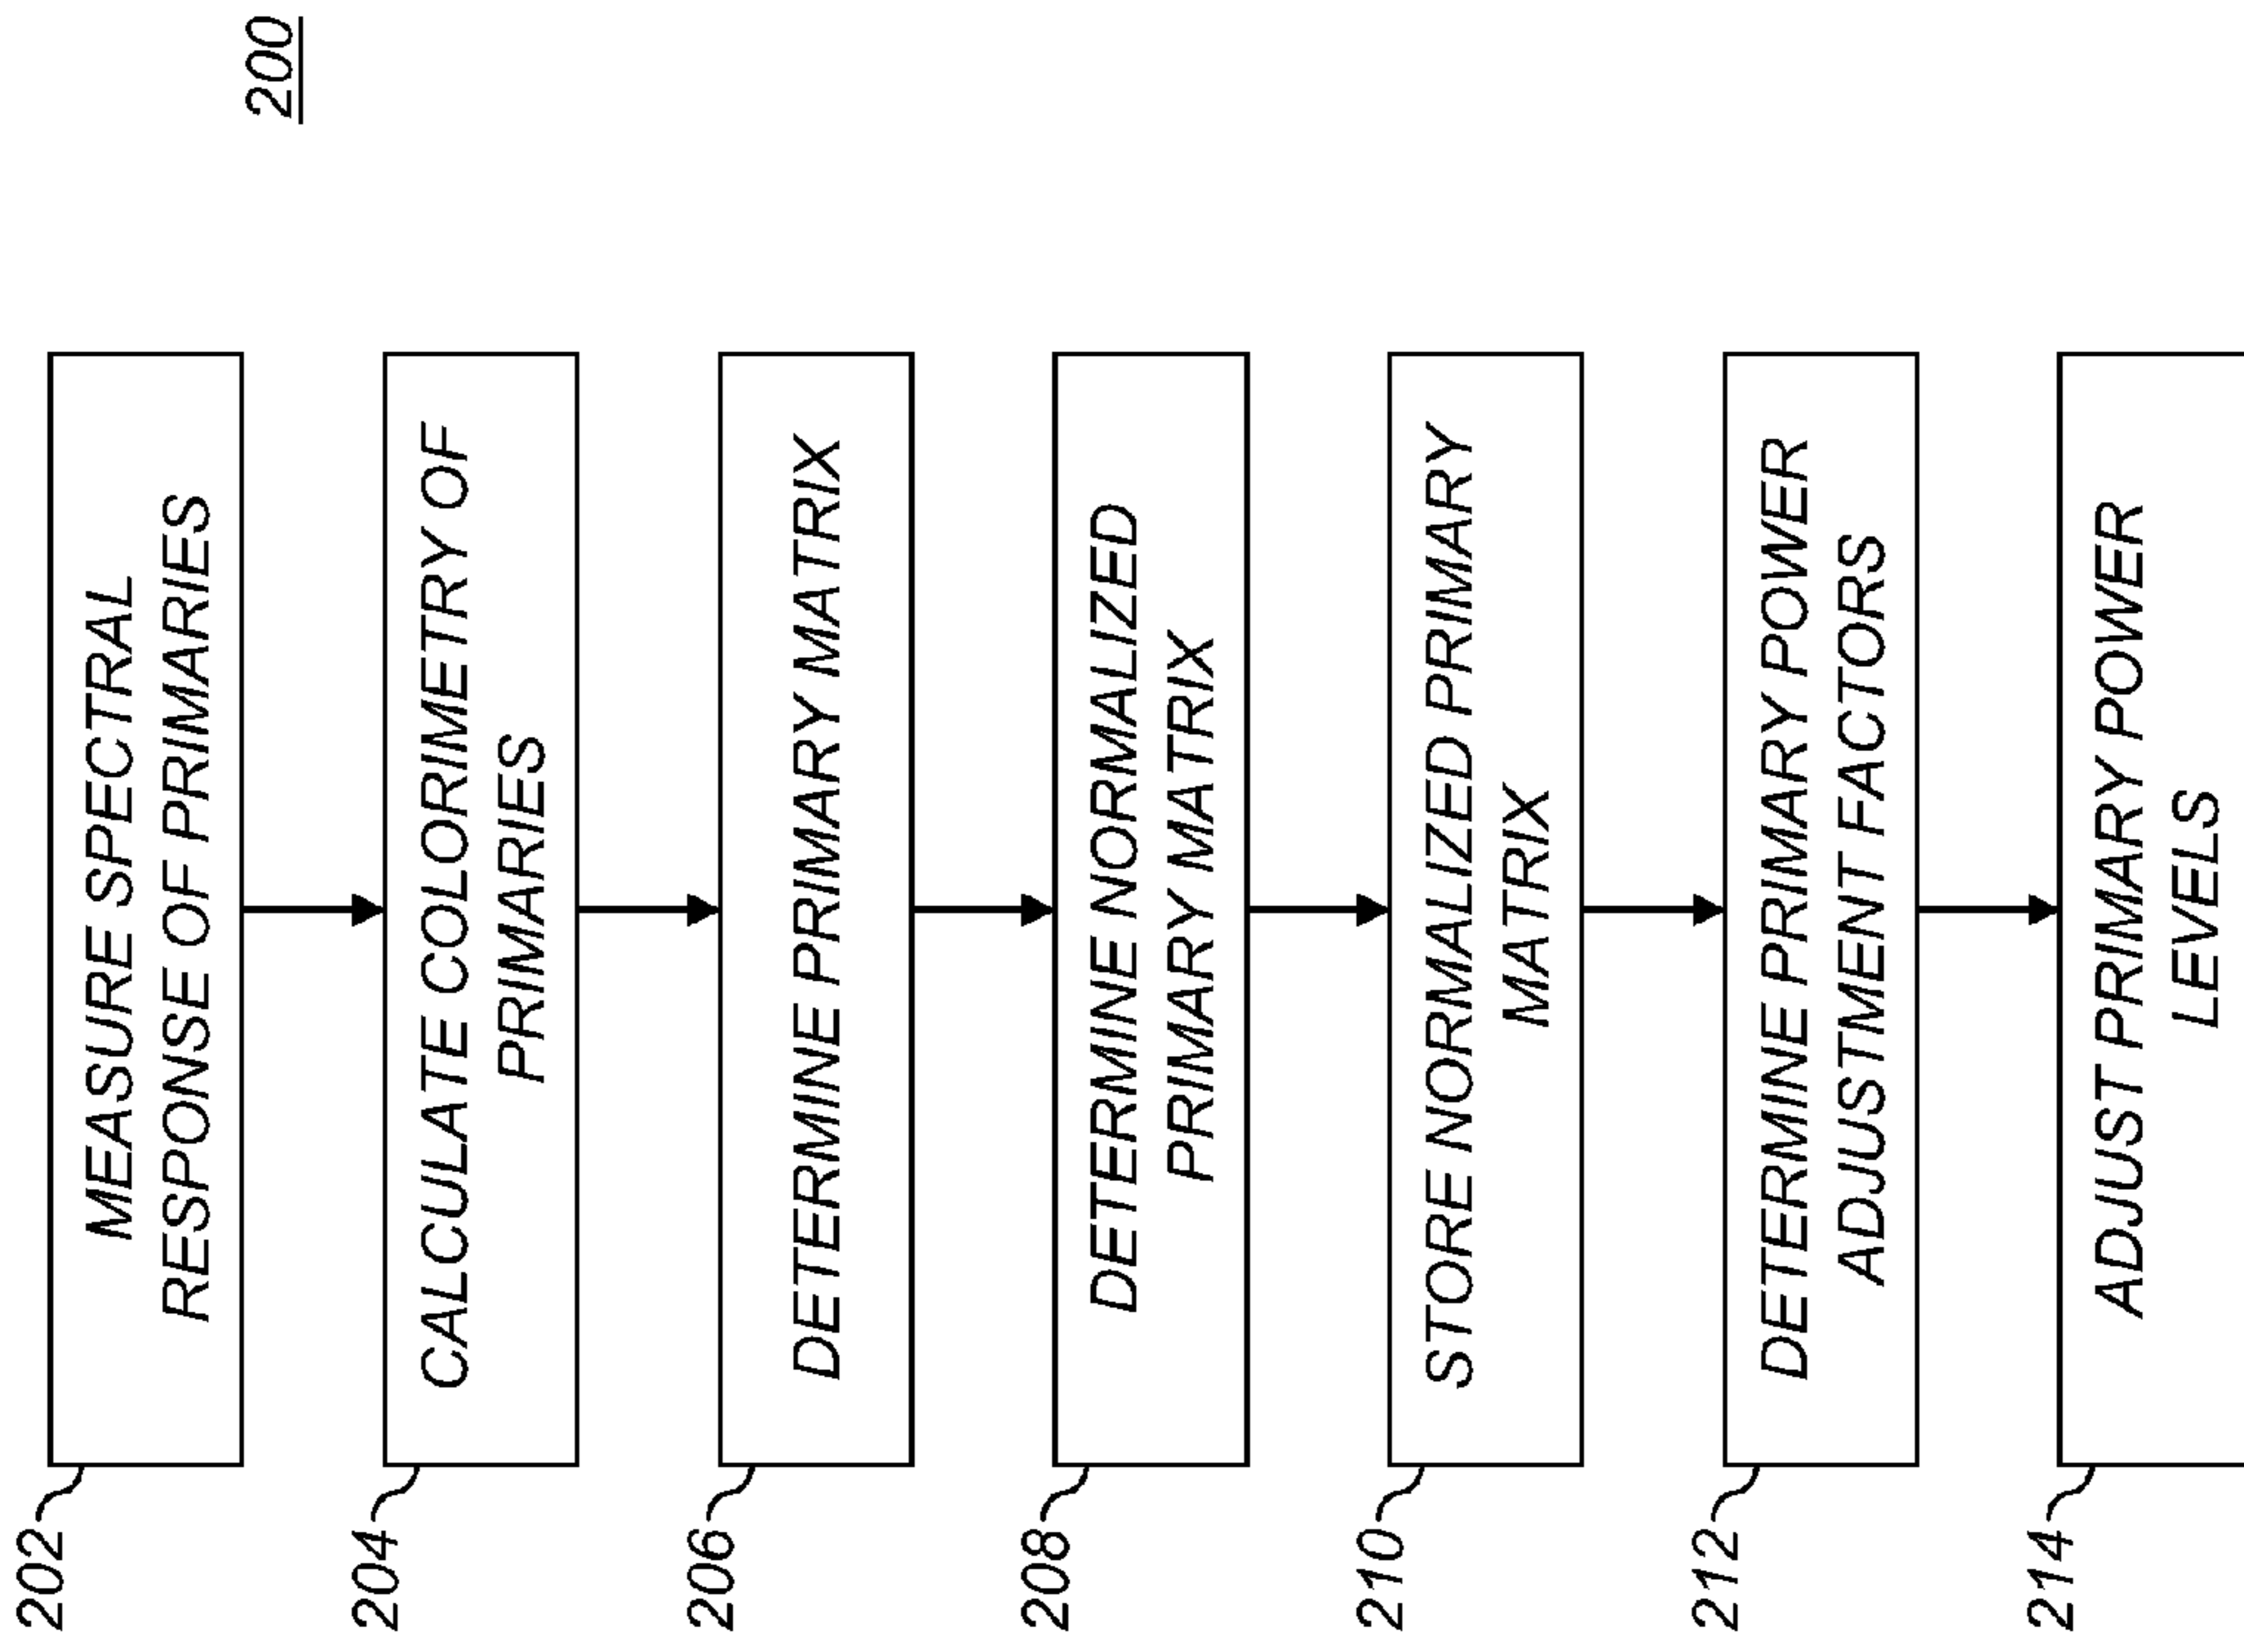 200
202
MEASURE SPECTRAL
RESPONSE OF PRIMARIES
204
CALCULATE COLORIMETRY OF
PRIMARIES
206
DETERMINE PRIMARY MATRIX
208
DETERMINE NORMALIZED
PRIMARY MATRIX
210
STORE NORMALIZED PRIMARY
MATRIX
212
DETERMINE PRIMARY POWER
ADJUSTMENT FACTORS
214
ADJUST PRIMARY POWER
LEVELS